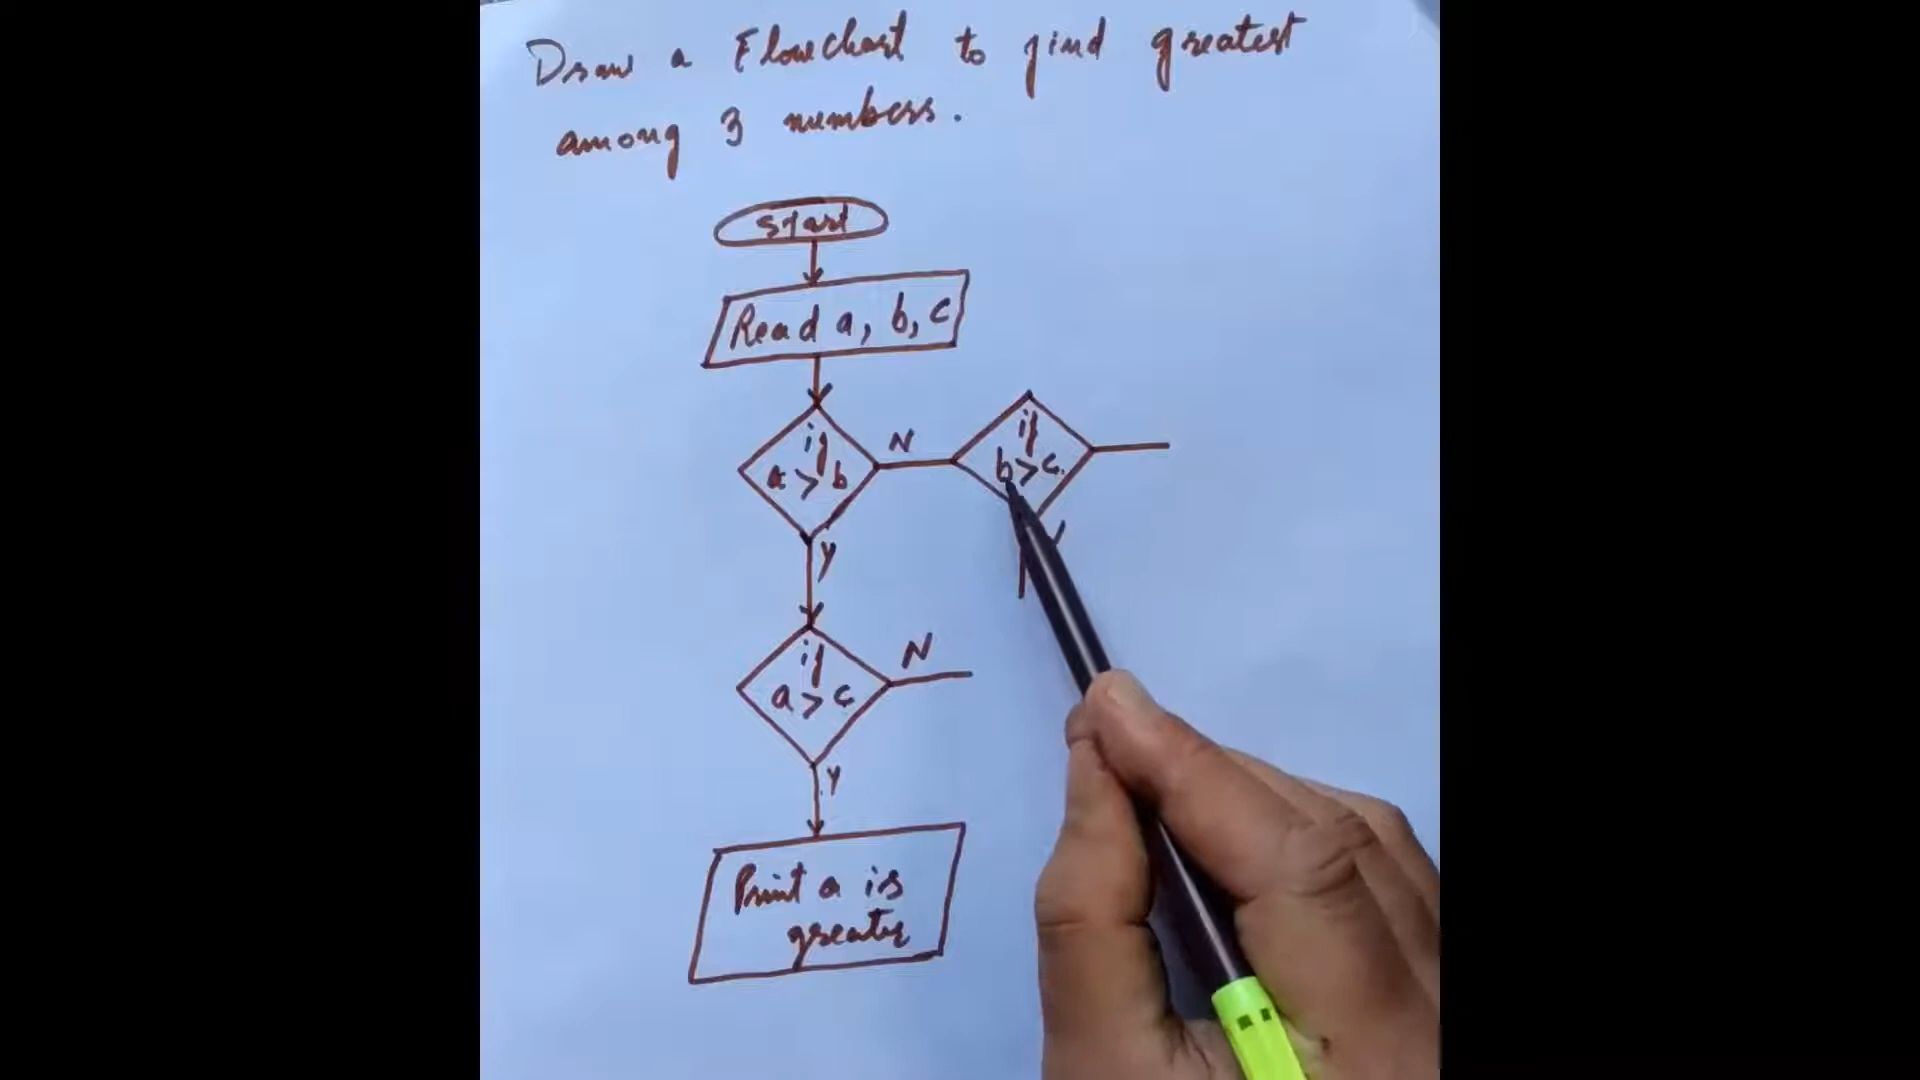 Draw a Flowchart to find greatest
among 3 numbers.
Start
Read a, b, c
if
a > b
N
if
b > c
Y
if
a > c
N
Y
Print a is
greater